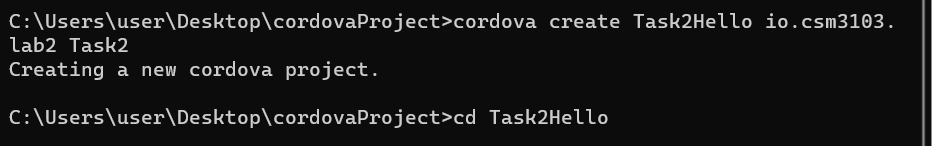 C:\Users\user\Desktop\cordovaProject>cordova create Task2Hello io.csm3103.
lab2 Task2
Creating a new cordova project.
C:\Users\user\Desktop\cordovaProject>cd Task2Hello